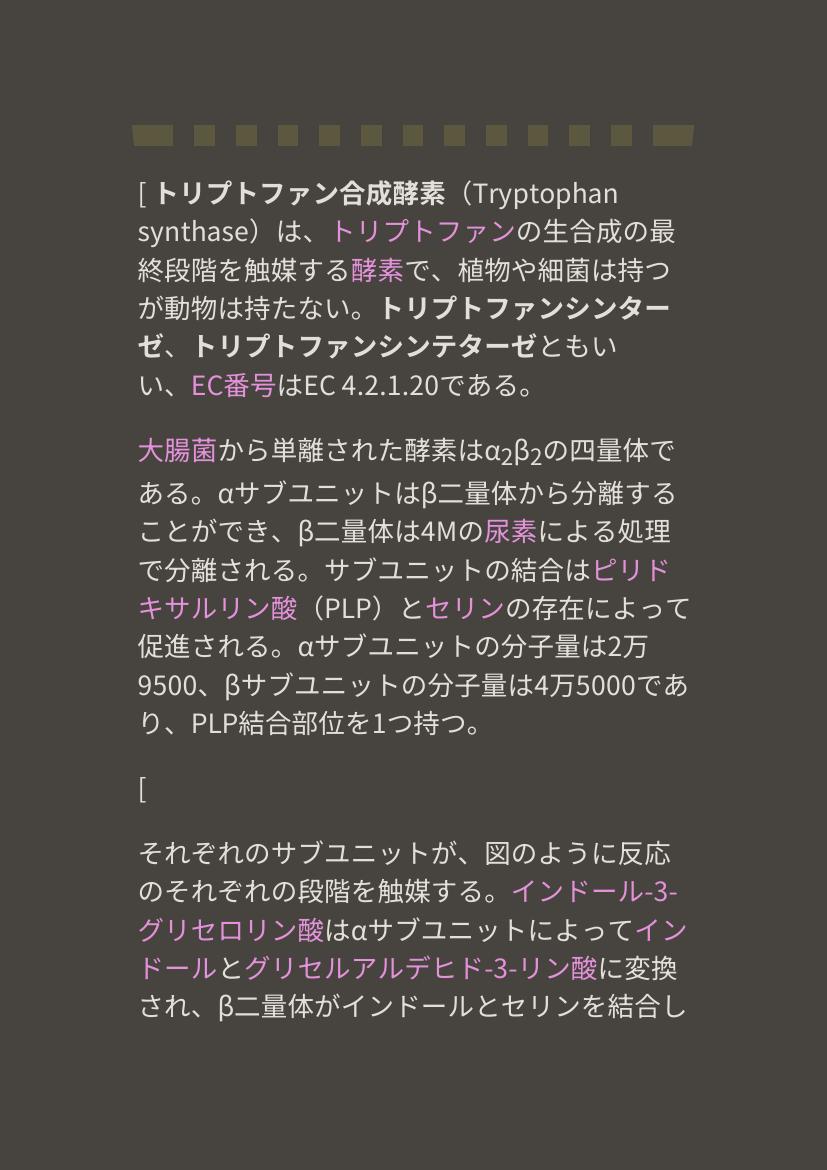 [ トリプトファン合成酵素（Tryptophan
synthase）は、トリプトファンの生合成の最
終段階を触媒する酵素で、植物や細菌は持つ
が動物は持たない。トリプトファンシンター
ゼ、トリプトファンシンテターゼともい
い、EC番号はEC 4.2.1.20である。
大腸菌から単離された酵素はα2β2の四量体で
ある。αサブユニットはβ二量体から分離する
ことができ、β二量体は4Mの尿素による処理
で分離される。サブユニットの結合はピリド
キサルリン酸（PLP）とセリンの存在によって
促進される。αサブユニットの分子量は2万
9500、βサブユニットの分子量は4万5000であ
り、PLP結合部位を1つ持つ。
[
それぞれのサブユニットが、図のように反応
のそれぞれの段階を触媒する。インドール-3-
グリセロリン酸はαサブユニットによってイン
ドールとグリセルアルデヒド-3-リン酸に変換
され、β二量体がインドールとセリンを結合し